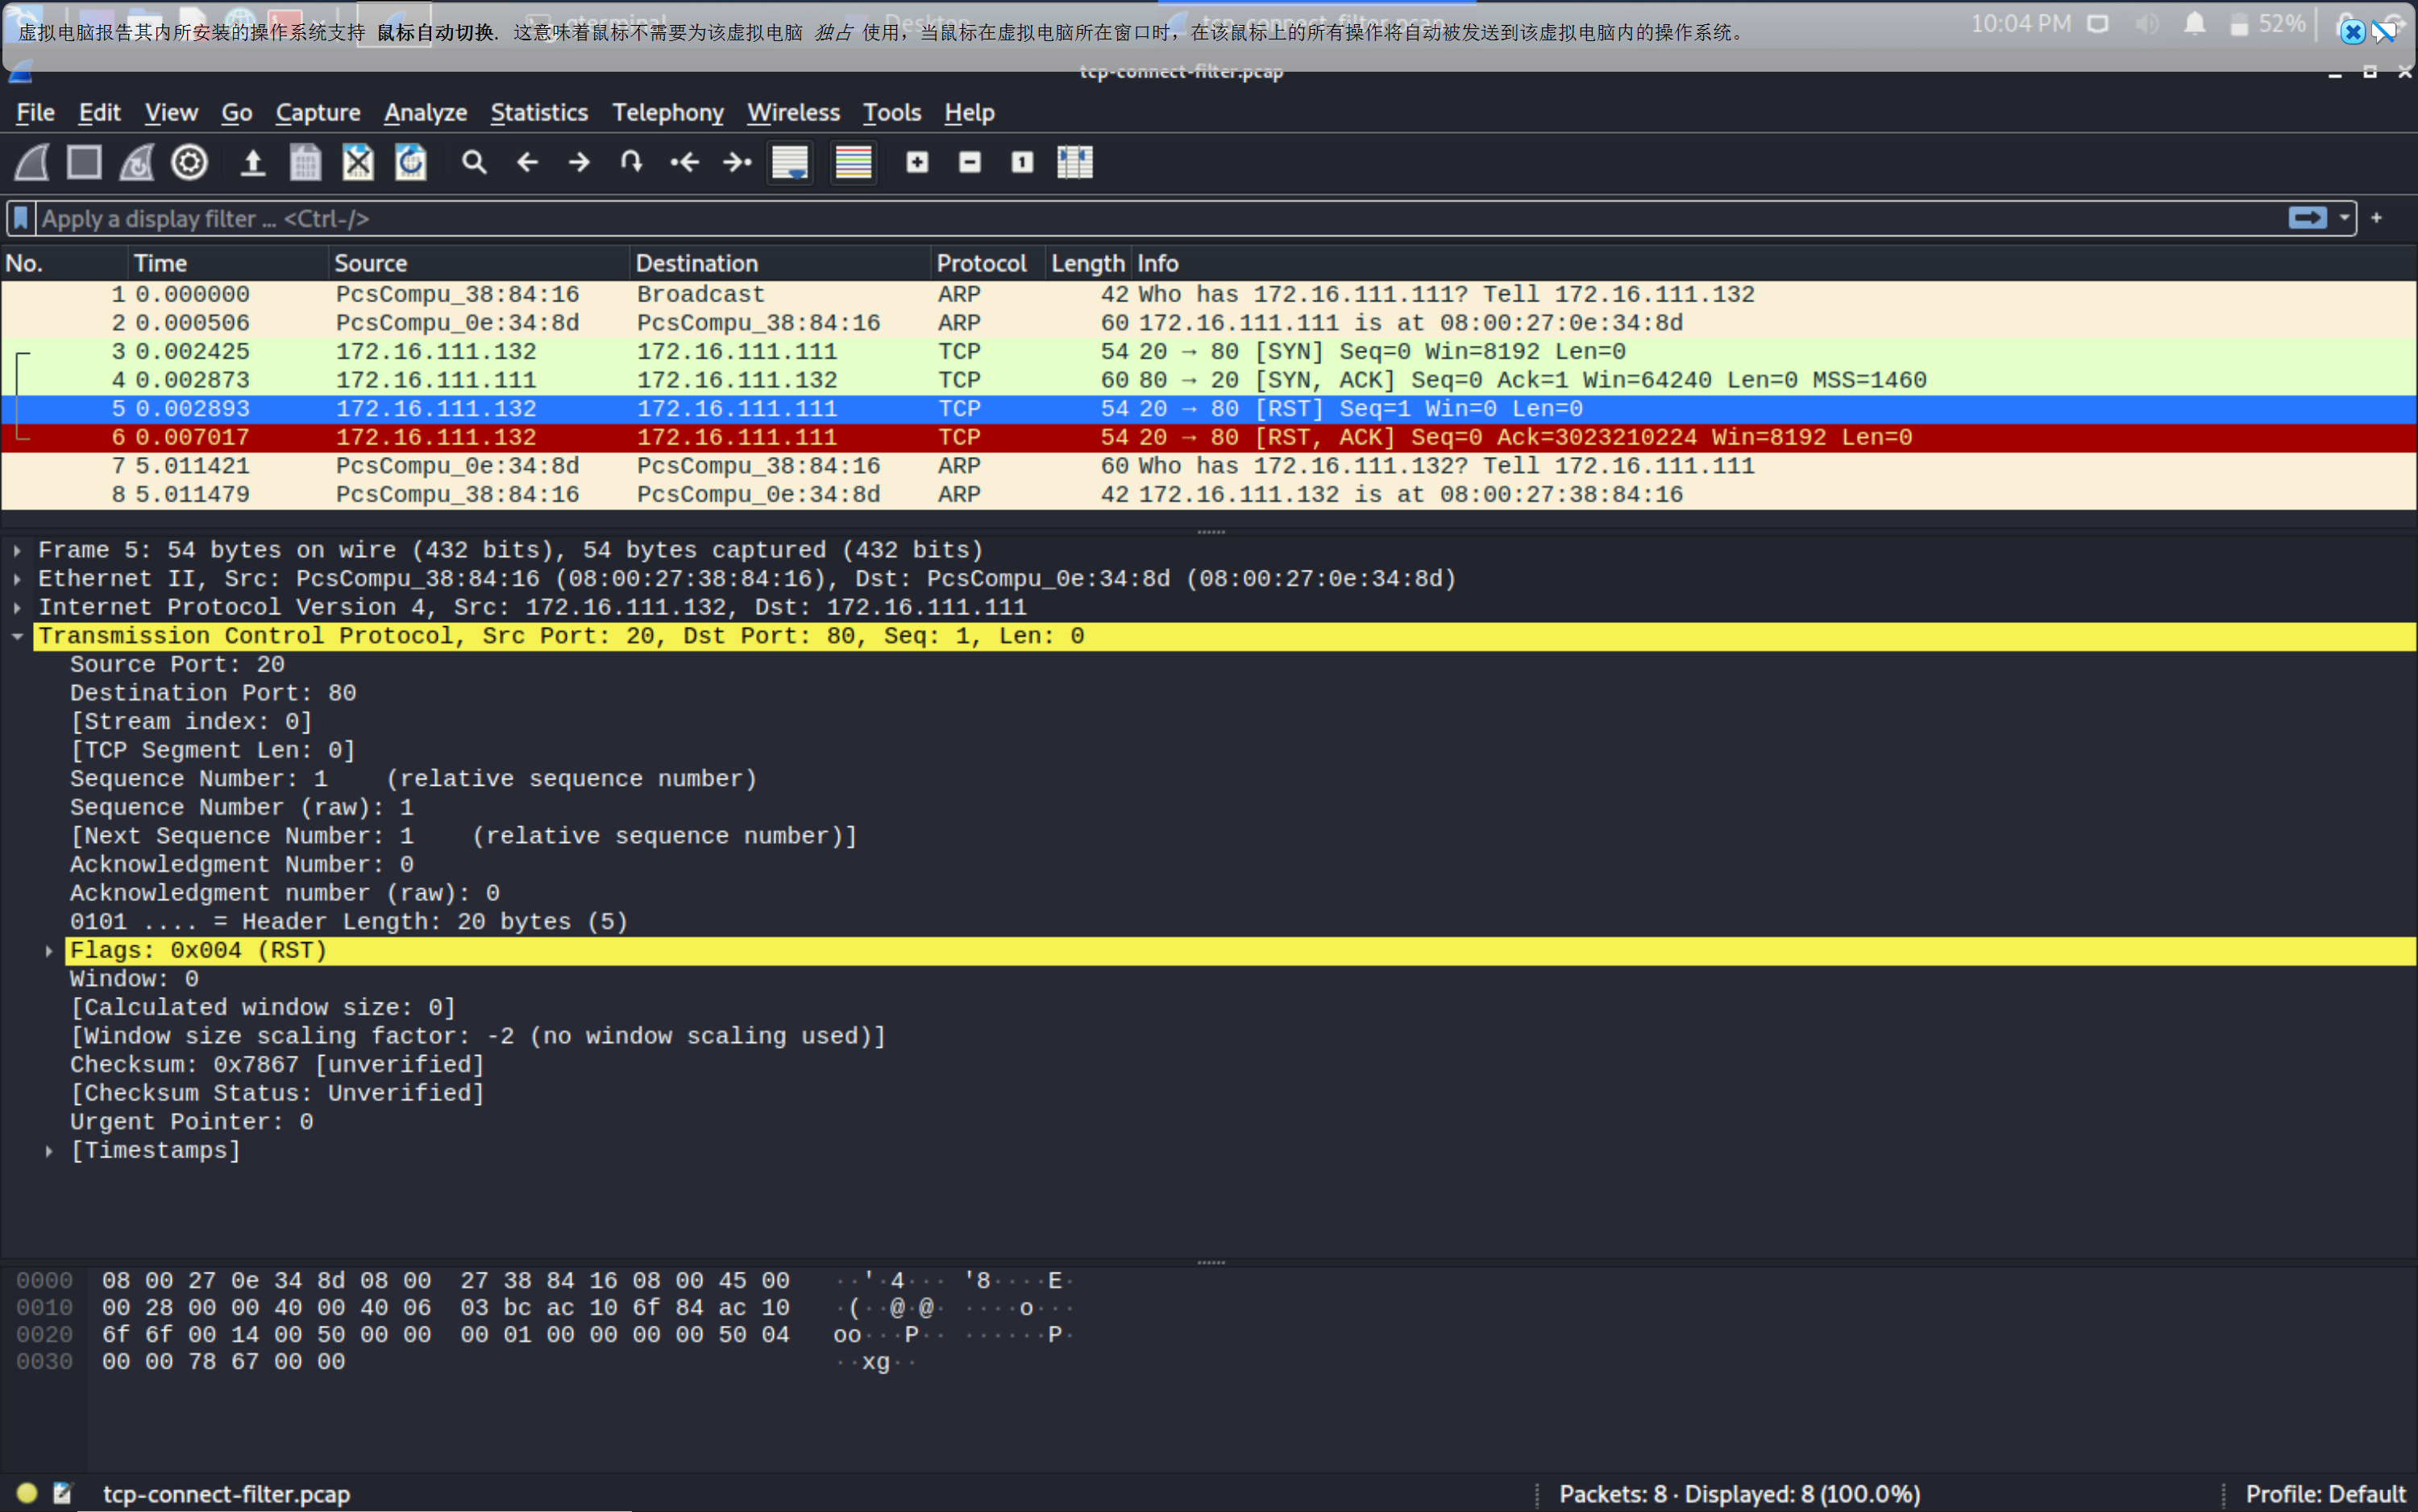 qterminal Desktop tcp-connect-filter.pcap 10:04 PM 52%
虚拟电脑报告其内所安装的操作系统支持 鼠标自动切换. 这意味着鼠标不需要为该虚拟电脑 独占 使用，当鼠标在虚拟电脑所在窗口时，在该鼠标上的所有操作将自动被发送到该虚拟电脑内的操作系统。
tcp-connect-filter.pcap
File Edit View Go Capture Analyze Statistics Telephony Wireless Tools Help
Apply a display filter ... <Ctrl-/>
No. Time Source Destination Protocol Length Info
1 0.000000 PcsCompu_38:84:16 Broadcast ARP 42 Who has 172.16.111.111? Tell 172.16.111.132
2 0.000506 PcsCompu_0e:34:8d PcsCompu_38:84:16 ARP 60 172.16.111.111 is at 08:00:27:0e:34:8d
3 0.002425 172.16.111.132 172.16.111.111 TCP 54 20 → 80 [SYN] Seq=0 Win=8192 Len=0
4 0.002873 172.16.111.111 172.16.111.132 TCP 60 80 → 20 [SYN, ACK] Seq=0 Ack=1 Win=64240 Len=0 MSS=1460
5 0.002893 172.16.111.132 172.16.111.111 TCP 54 20 → 80 [RST] Seq=1 Win=0 Len=0
6 0.007017 172.16.111.132 172.16.111.111 TCP 54 20 → 80 [RST, ACK] Seq=0 Ack=3023210224 Win=8192 Len=0
7 5.011421 PcsCompu_0e:34:8d PcsCompu_38:84:16 ARP 60 Who has 172.16.111.132? Tell 172.16.111.111
8 5.011479 PcsCompu_38:84:16 PcsCompu_0e:34:8d ARP 42 172.16.111.132 is at 08:00:27:38:84:16
Frame 5: 54 bytes on wire (432 bits), 54 bytes captured (432 bits)
Ethernet II, Src: PcsCompu_38:84:16 (08:00:27:38:84:16), Dst: PcsCompu_0e:34:8d (08:00:27:0e:34:8d)
Internet Protocol Version 4, Src: 172.16.111.132, Dst: 172.16.111.111
Transmission Control Protocol, Src Port: 20, Dst Port: 80, Seq: 1, Len: 0
Source Port: 20
Destination Port: 80
[Stream index: 0]
[TCP Segment Len: 0]
Sequence Number: 1 (relative sequence number)
Sequence Number (raw): 1
[Next Sequence Number: 1 (relative sequence number)]
Acknowledgment Number: 0
Acknowledgment number (raw): 0
0101 .... = Header Length: 20 bytes (5)
Flags: 0x004 (RST)
Window: 0
[Calculated window size: 0]
[Window size scaling factor: -2 (no window scaling used)]
Checksum: 0x7867 [unverified]
[Checksum Status: Unverified]
Urgent Pointer: 0
[Timestamps]
0000 08 00 27 0e 34 8d 08 00 27 38 84 16 08 00 45 00 ··'·4··· '8····E·
0010 00 28 00 00 40 00 40 06 03 bc ac 10 6f 84 ac 10 ·(··@·@· ····o···
0020 6f 6f 00 14 00 50 00 00 00 01 00 00 00 00 50 04 oo···P·· ······P·
0030 00 00 78 67 00 00 ··xg··
tcp-connect-filter.pcap Packets: 8 · Displayed: 8 (100.0%) Profile: Default